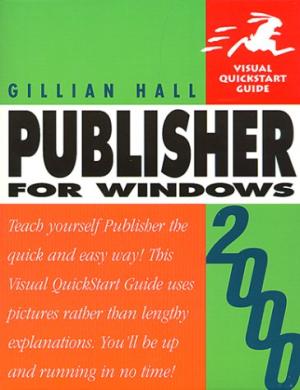 VISUAL
QUICKSTART
GUIDE
GILLIAN HALL
PUBLISHER
FOR WINDOWS
2000
Teach yourself Publisher the
quick and easy way! This
Visual QuickStart Guide uses
pictures rather than lengthy
explanations. You'll be up
and running in no time!